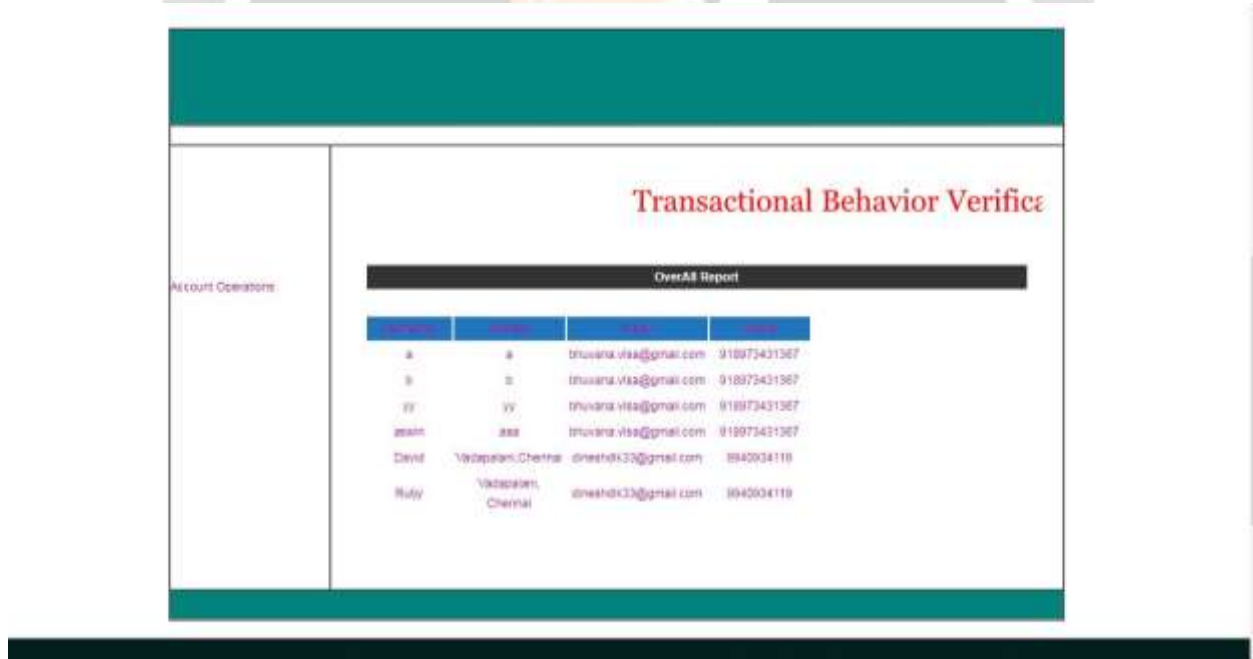 Transactional Behavior Verifica
OverAll Report
Account Operations
a a bhuvana.visa@gmail.com 918973431367
b b bhuvana.visa@gmail.com 918973431367
yy yy bhuvana.visa@gmail.com 918973431367
aswin aaa bhuvana.visa@gmail.com 918973431367
David Vadapalani,Chennai dineshdk33@gmail.com 9940934119
Vadapalani,
Ruby dineshdk33@gmail.com 9940934119
Chennai